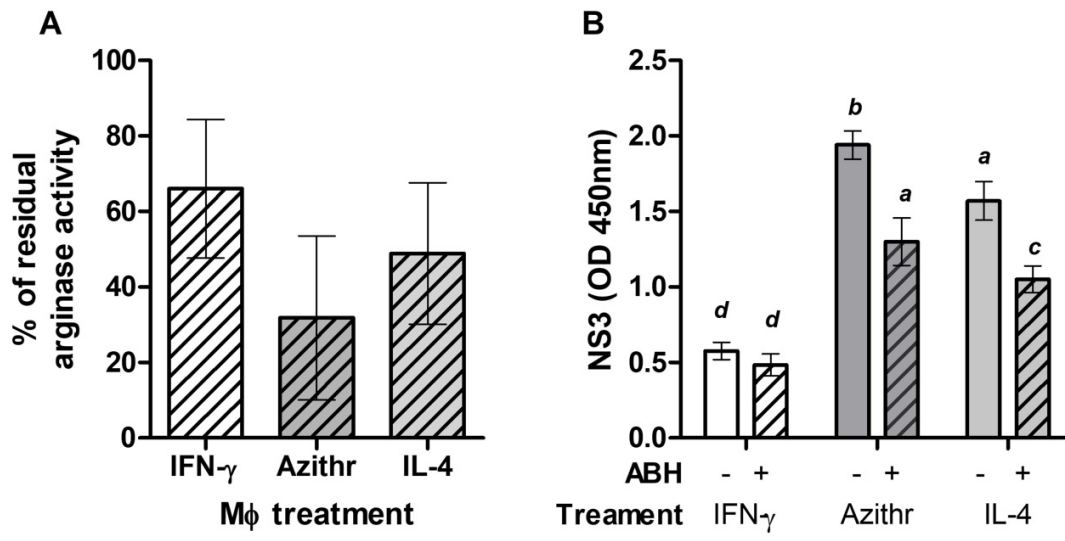 A
% of residual
arginase activity
100
80
60
40
20
0
IFN-γ Azithr IL-4
Mϕ treatment
B
NS3 (OD 450nm)
2.5
2.0
1.5
1.0
0.5
0.0
d d b a a c
ABH - + - + - +
Treament IFN-γ Azithr IL-4